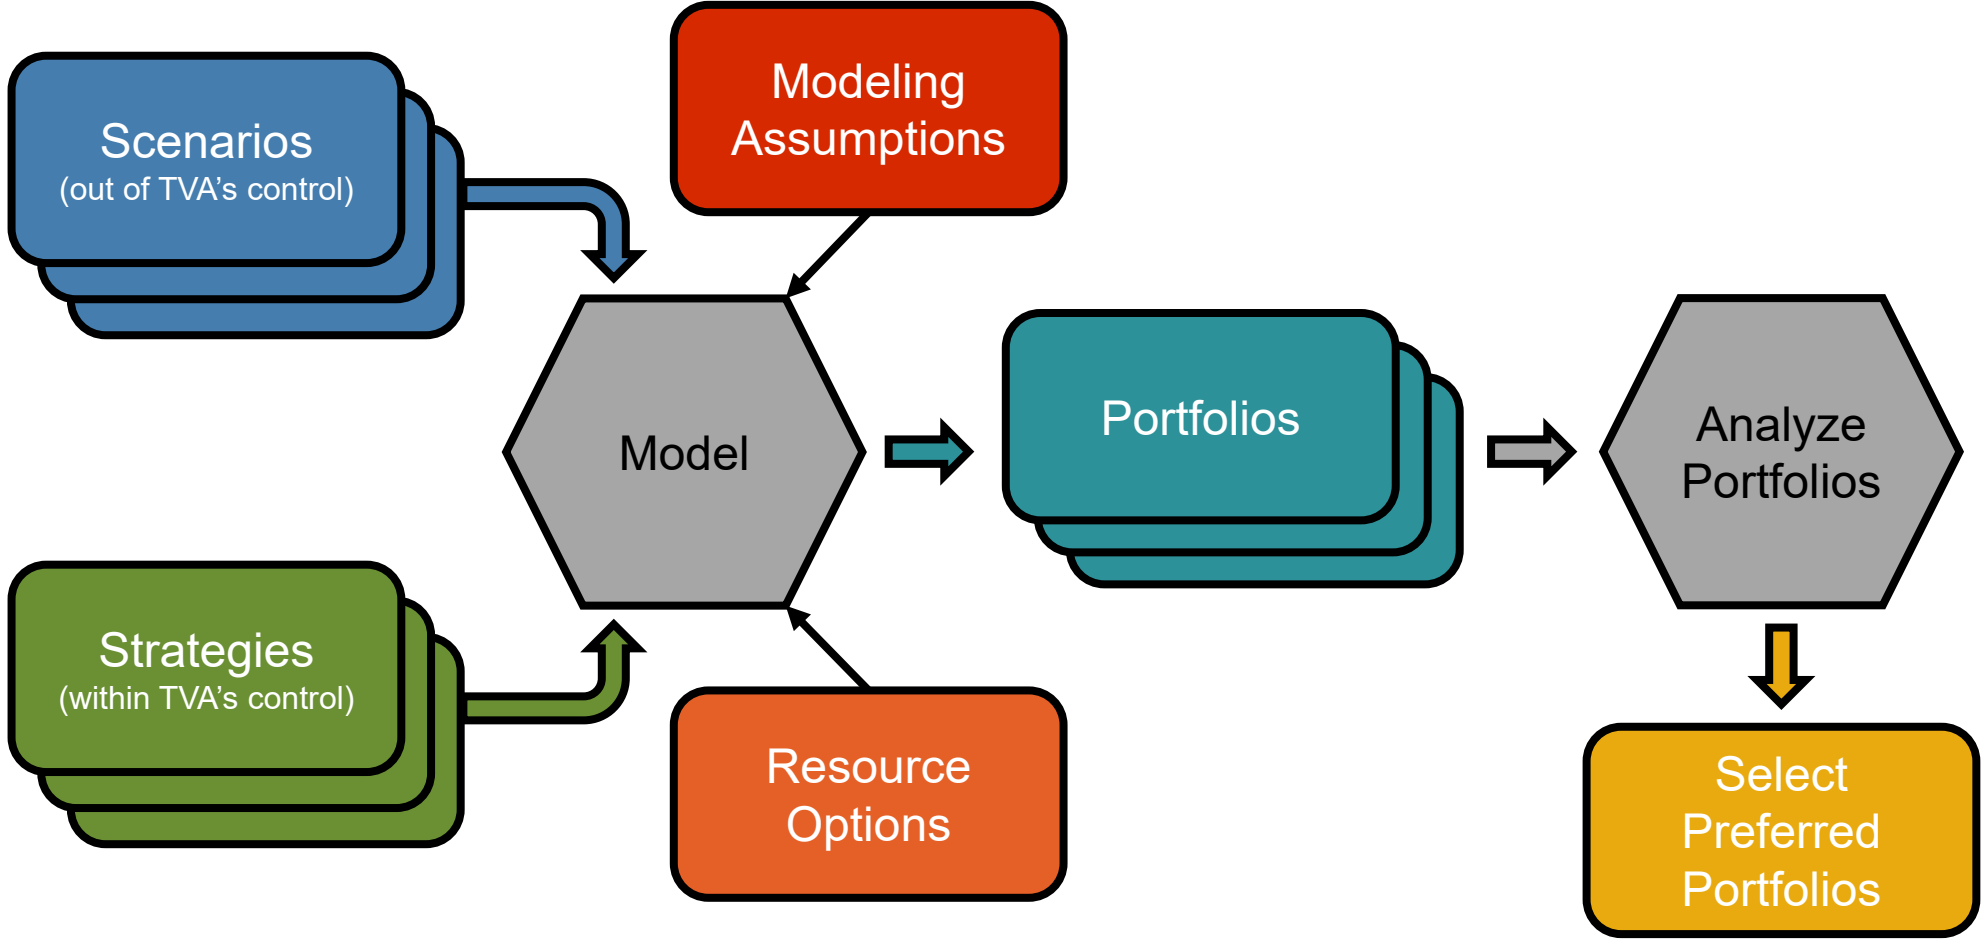 Scenarios
(out of TVA's control)
Modeling
Assumptions
Model
Portfolios
Analyze
Portfolios
Strategies
(within TVA's control)
Resource
Options
Select
Preferred
Portfolios